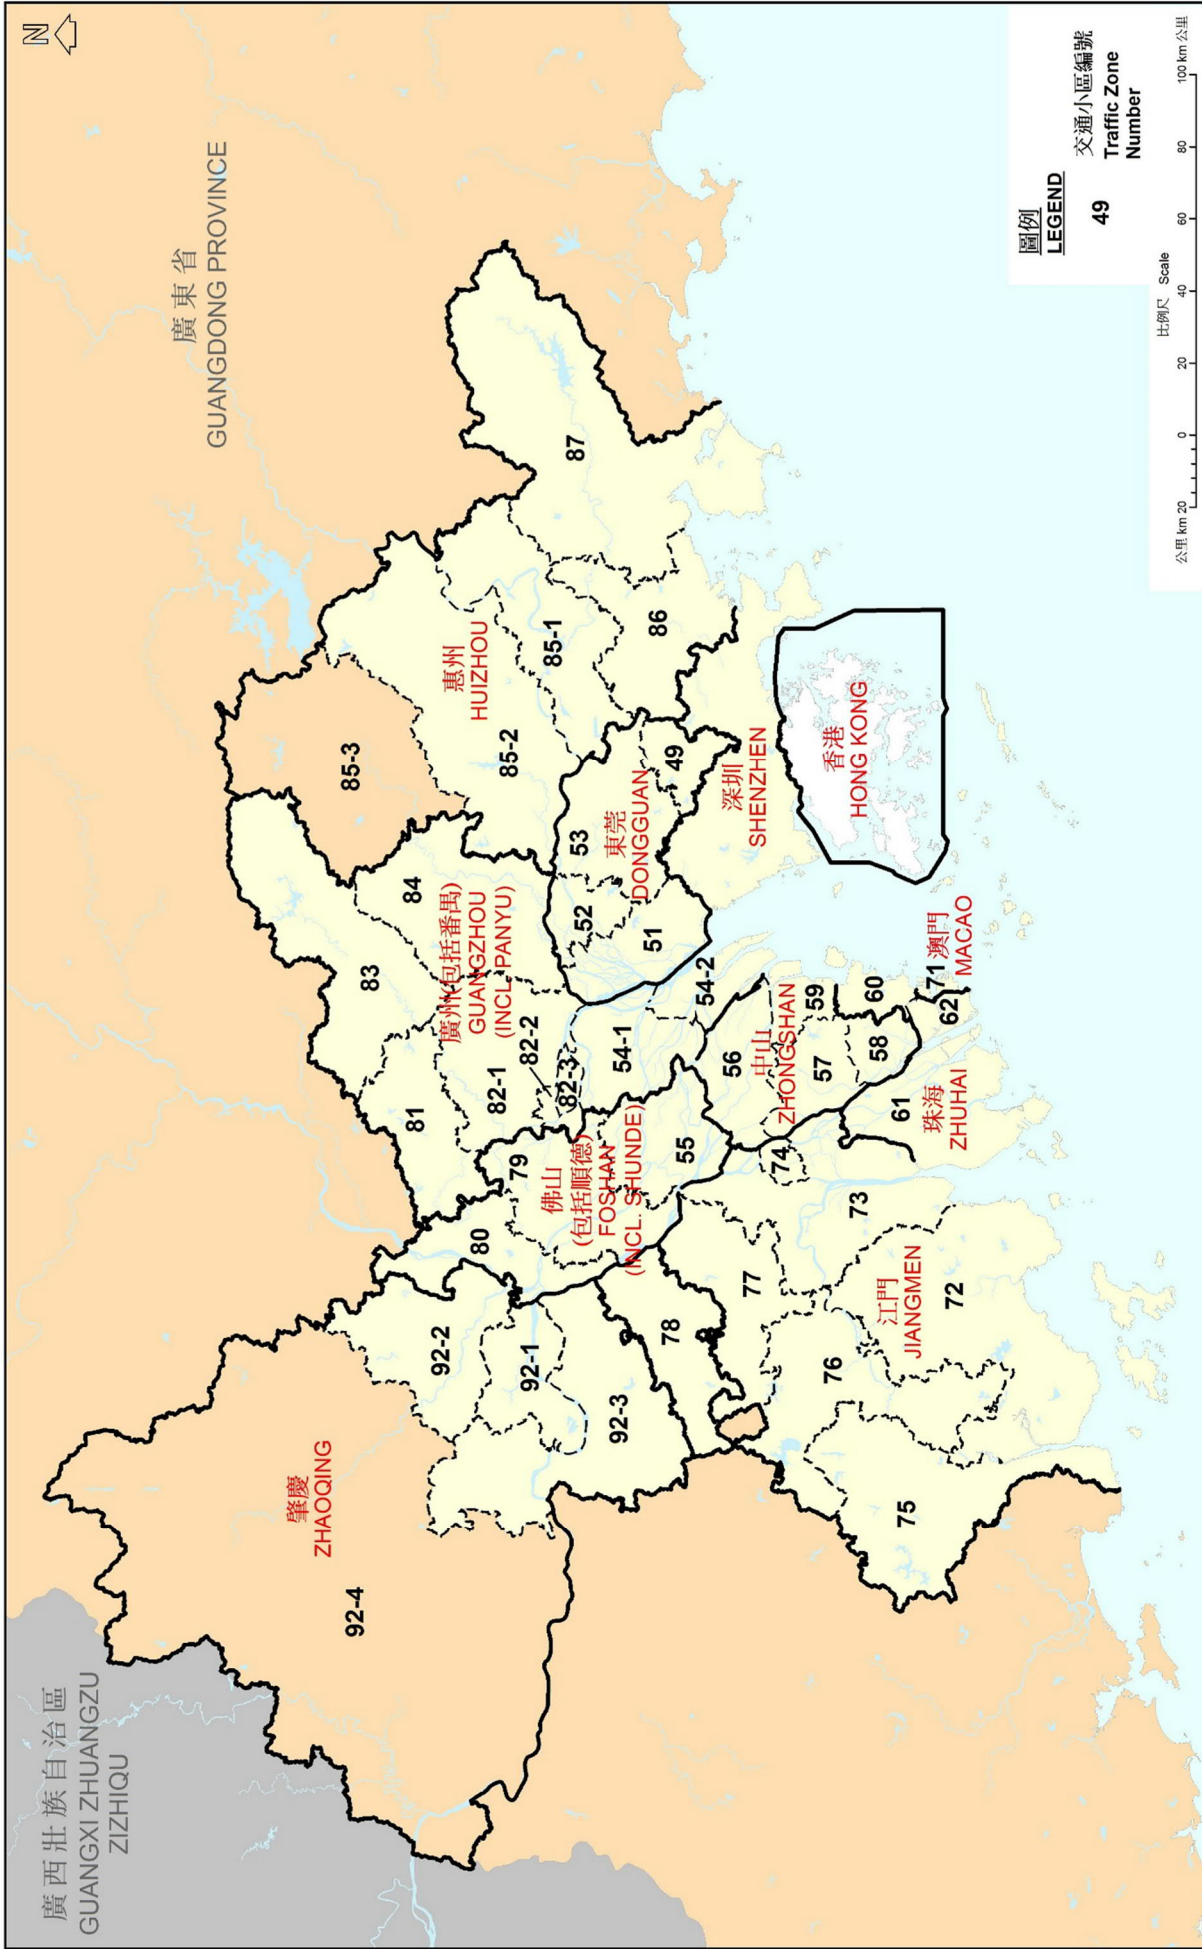 N
廣西壯族自治區
GUANGXI ZHUANGZU
ZIZHIQU
廣東省
GUANGDONG PROVINCE
肇慶
ZHAOQING
92-4
92-2
92-1
92-3
80
79
佛山
(包括順德)
FOSHAN
(INCL. SHUNDE)
55
78
77
76
75
74
73
江門
JIANGMEN
72
81
83
84
廣州(包括番禺)
GUANGZHOU
(INCL. PANYU)
82-1
82-2
82-3
54-1
54-2
85-3
惠州
HUIZHOU
85-2
85-1
86
87
53
52
51
49
東莞
DONGGUAN
深圳
SHENZHEN
香港
HONG KONG
56
中山
ZHONGSHAN
57
59
58
60
61
62
珠海
ZHUHAI
71 澳門
MACAO
圖例
LEGEND
49
交通小區編號
Traffic Zone
Number
比例尺 Scale
公里 km 20 0 20 40 60 80 100 km 公里